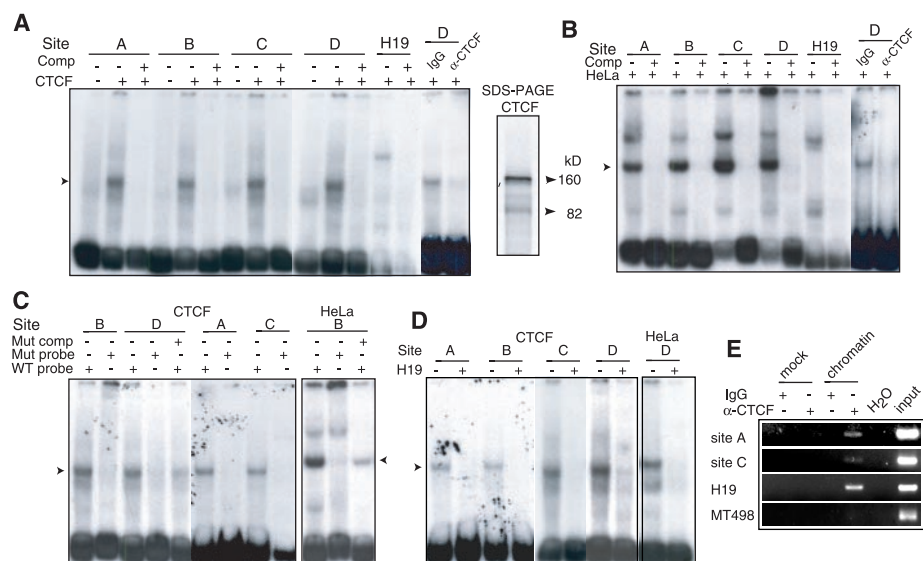 A
Site A B C D H19 D
Comp - - + - - + - - + - - + - + IgG α-CTCF
CTCF - + + - + + - + + - + + + + + +
SDS-PAGE
CTCF
kD
160
82
B
Site A B C D H19 D
Comp - + - + - + - + - + IgG α-CTCF
HeLa + + + + + + + + + + + +
C
CTCF HeLa
Site B D A C B
Mut comp - - - - + - - - - - - +
Mut probe - + - + - - + - + - + -
WT probe + - + - + + - + - + - +
D
CTCF HeLa
Site A B C D D
H19 - + - + - + - + - +
E
mock chromatin
IgG + - + - H2O input
α-CTCF - + - +
site A
site C
H19
MT498